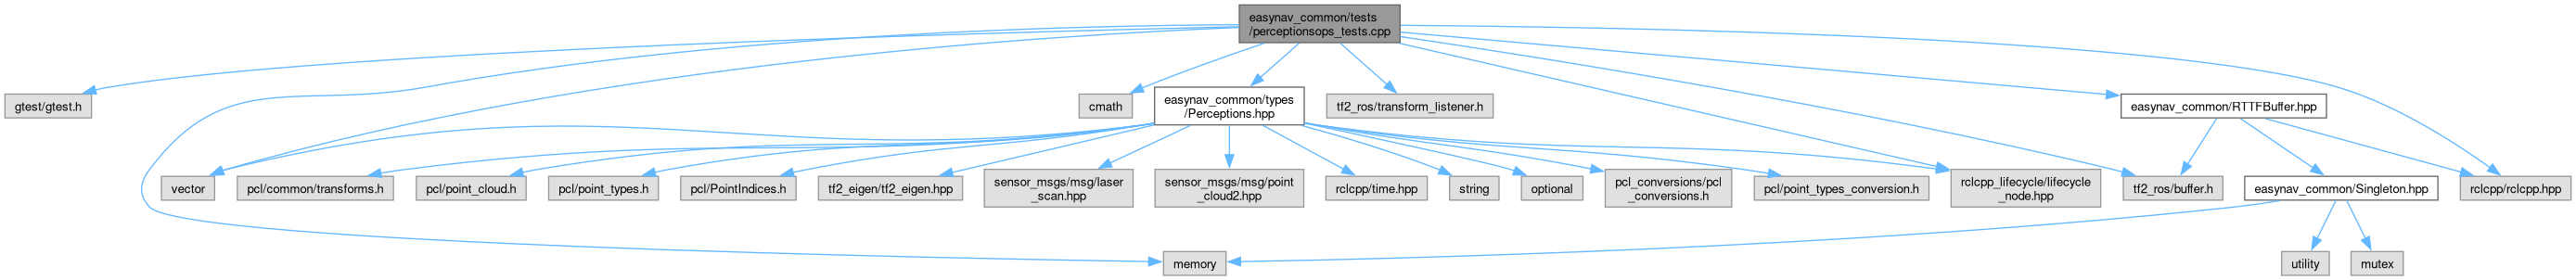 easynav_common/tests
/perceptionsops_tests.cpp
gtest/gtest.h
cmath
easynav_common/types
/Perceptions.hpp
tf2_ros/transform_listener.h
easynav_common/RTTFBuffer.hpp
vector
pcl/common/transforms.h
pcl/point_cloud.h
pcl/point_types.h
pcl/PointIndices.h
tf2_eigen/tf2_eigen.hpp
sensor_msgs/msg/laser
_scan.hpp
sensor_msgs/msg/point
_cloud2.hpp
rclcpp/time.hpp
string
optional
pcl_conversions/pcl
_conversions.h
pcl/point_types_conversion.h
rclcpp_lifecycle/lifecycle
_node.hpp
tf2_ros/buffer.h
easynav_common/Singleton.hpp
rclcpp/rclcpp.hpp
memory
utility
mutex